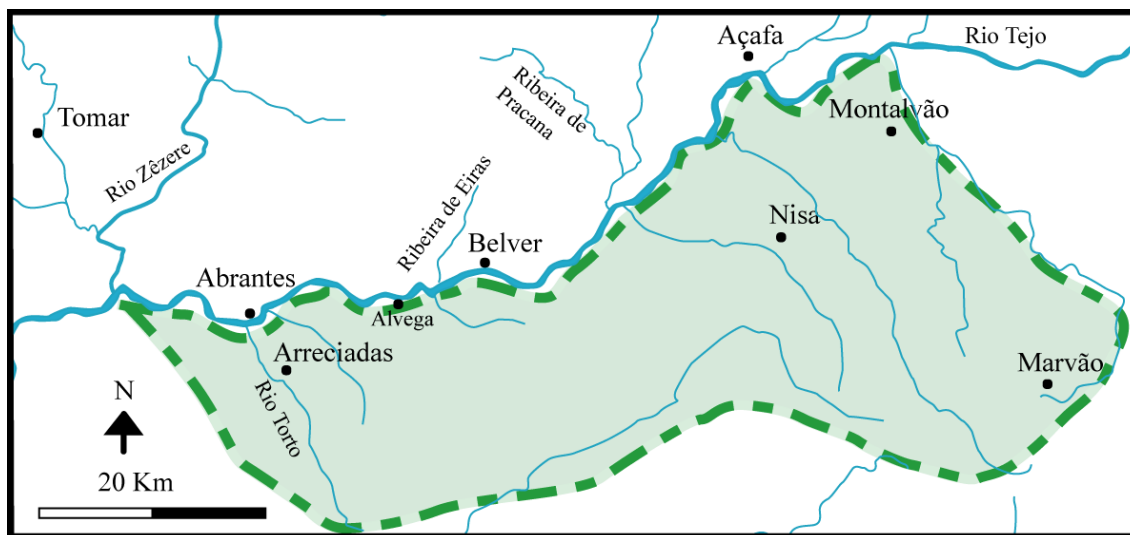 Açafa
Rio Tejo
Tomar
Ribeira de
Pracana
Montalvão
Rio Zêzere
Ribeira de Eiras
Nisa
Belver
Abrantes
Alvega
Arreciadas
Marvão
Rio Torto
N
20 Km